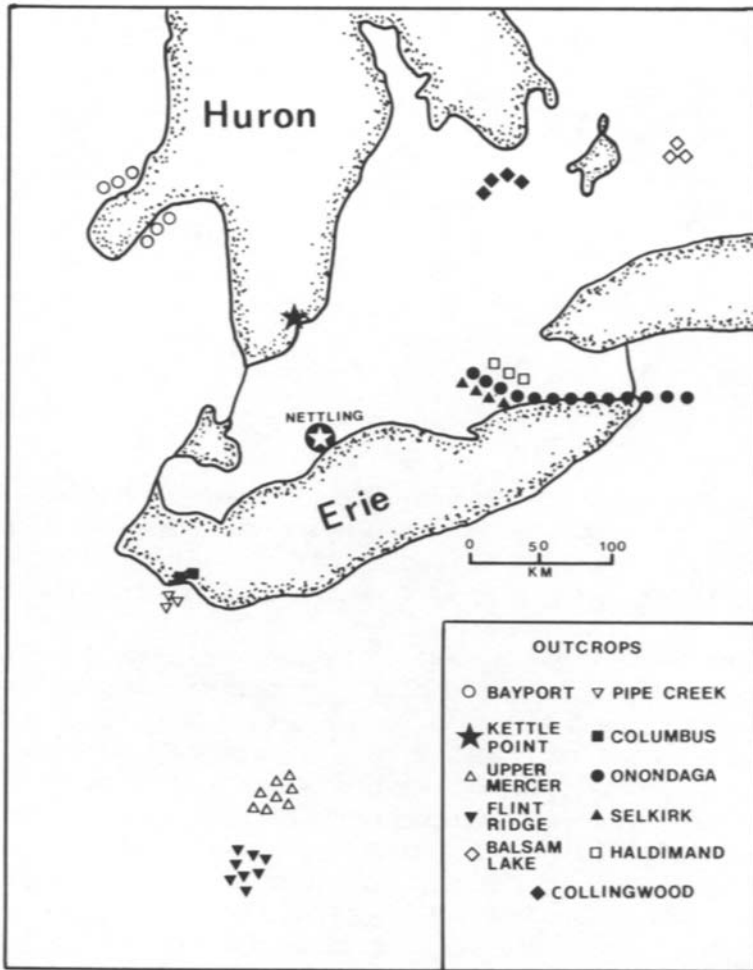 Huron
NETTLING
Erie
0 50 100
KM
OUTCROPS
BAYPORT
PIPE CREEK
KETTLE
POINT
COLUMBUS
UPPER
MERCER
ONONDAGA
FLINT
RIDGE
SELKIRK
BALSAM
LAKE
HALDIMAND
COLLINGWOOD